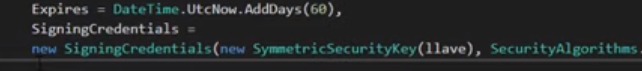 Expires = DateTime.UtcNow.AddDays(60),
SigningCredentials =
new SigningCredentials(new SymmetricSecurityKey(llave), SecurityAlgorithms.